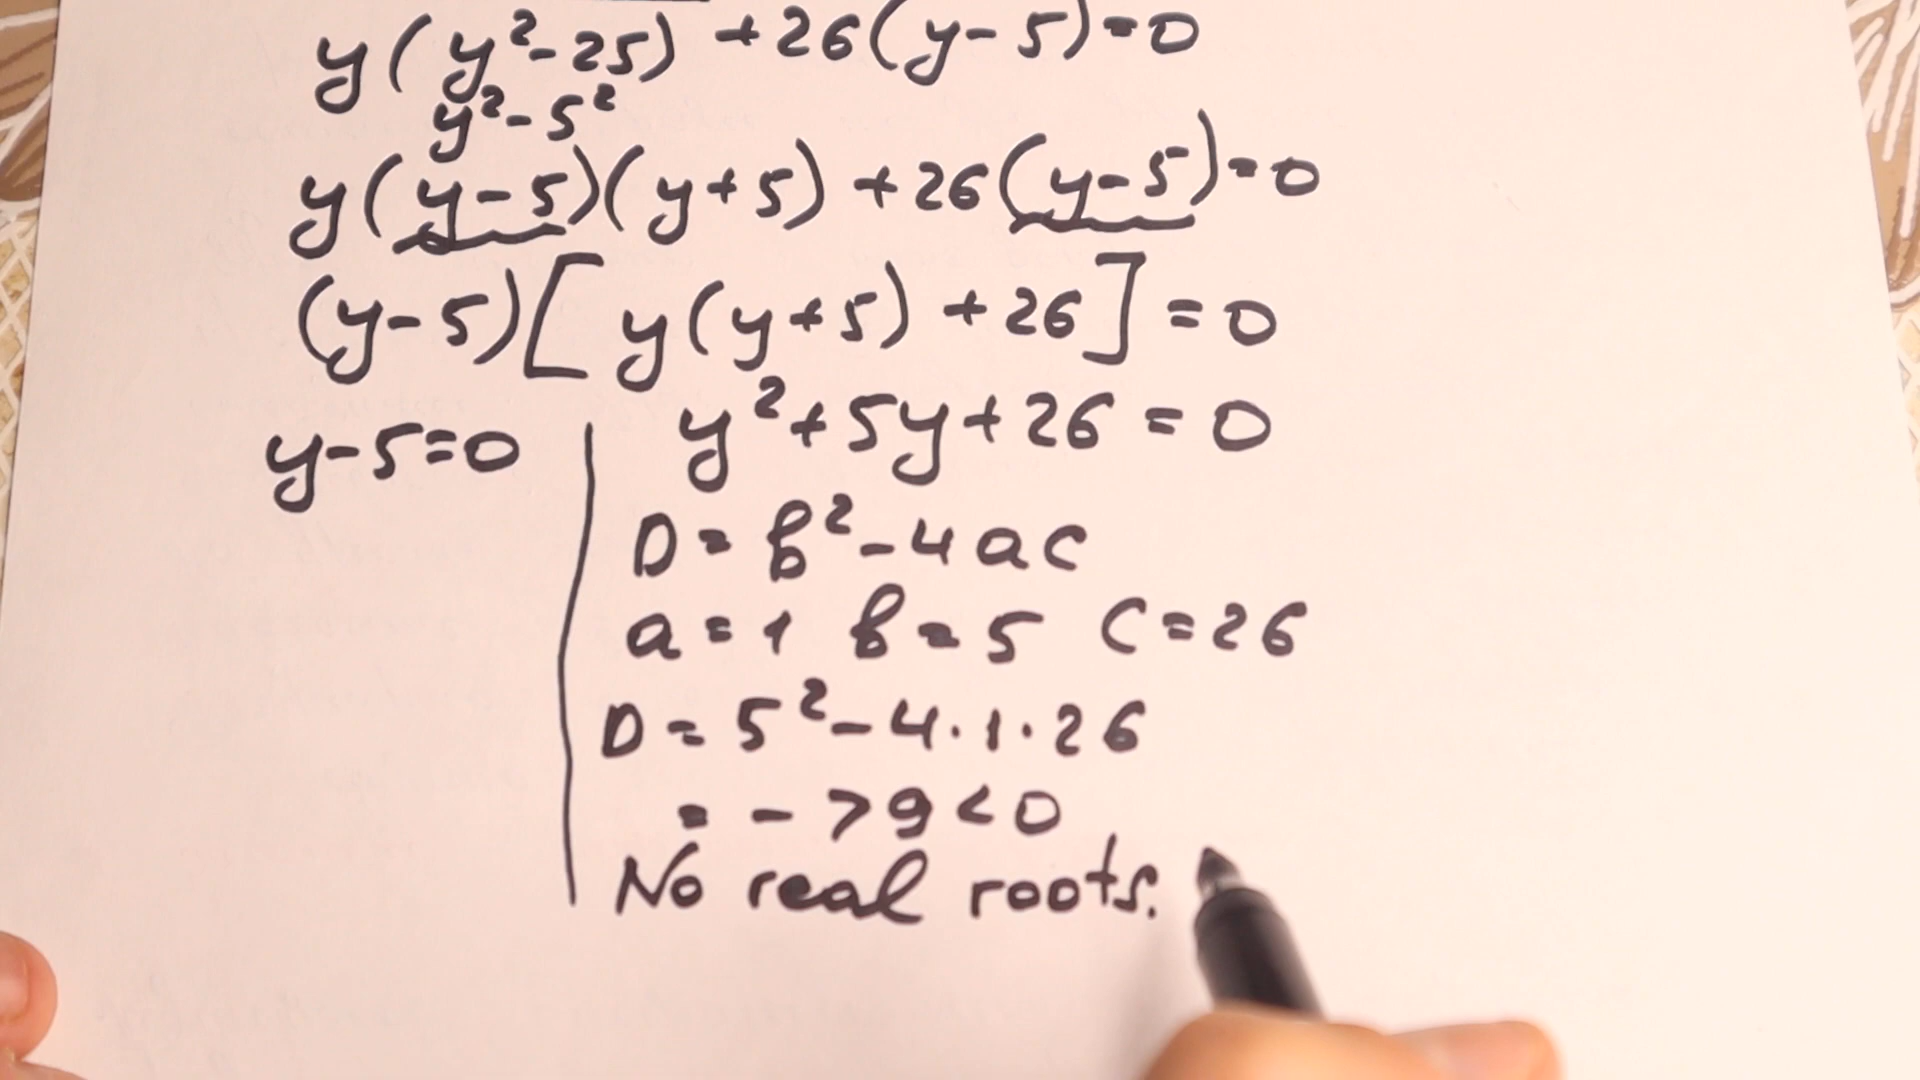 y(y²-25)+26(y-5)=0
y²-5²
y(y-5)(y+5)+26(y-5)=0
(y-5)[y(y+5)+26]=0
y-5=0
y²+5y+26=0
D=b²-4ac
a=1 b=5 c=26
D=5²-4·1·26
=-79<0
No real roots.